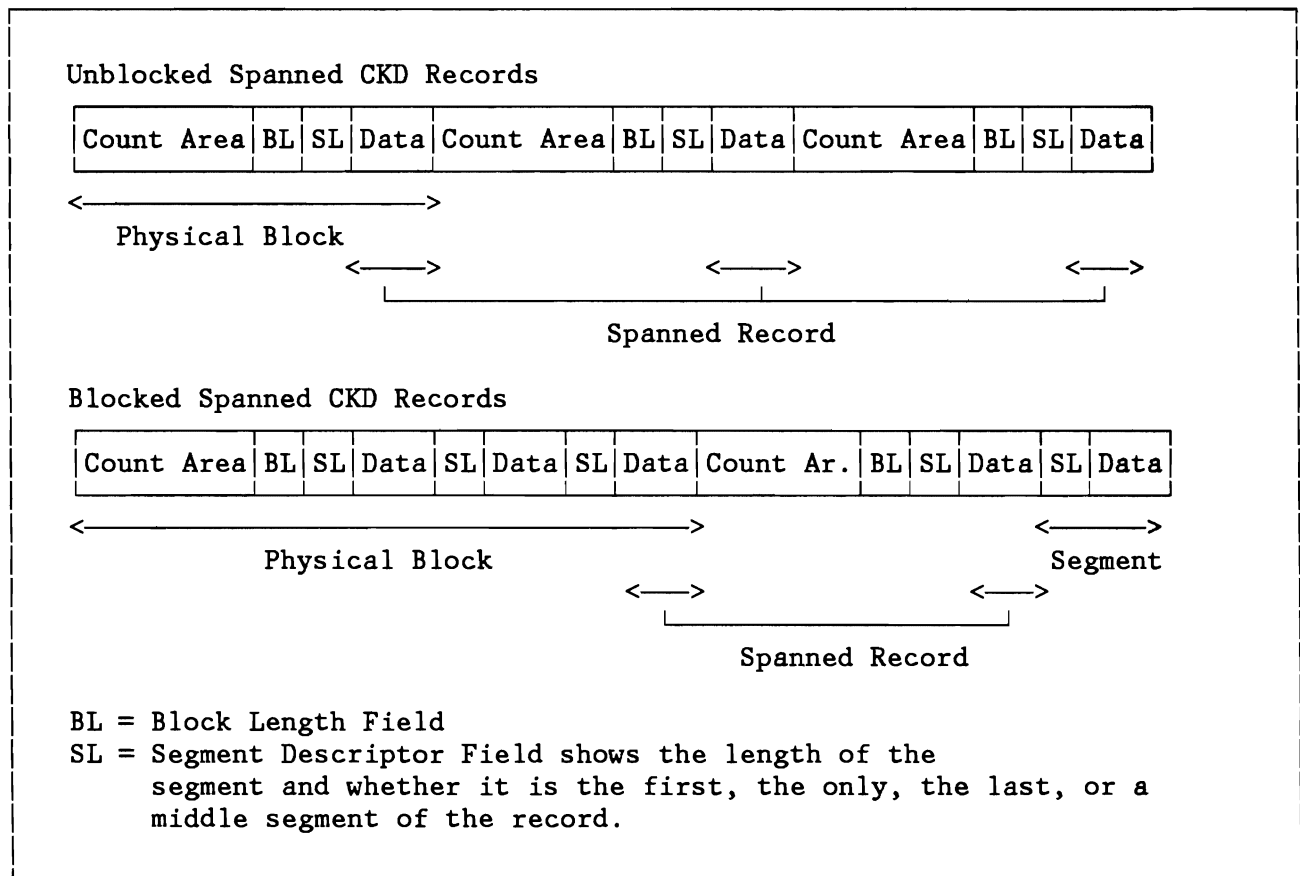 Unblocked Spanned CKD Records
Count Area BL SL Data Count Area BL SL Data Count Area BL SL Data
Physical Block
Spanned Record
Blocked Spanned CKD Records
Count Area BL SL Data SL Data SL Data Count Ar. BL SL Data SL Data
Physical Block Segment
Spanned Record
BL = Block Length Field
SL = Segment Descriptor Field shows the length of the
segment and whether it is the first, the only, the last, or a
middle segment of the record.